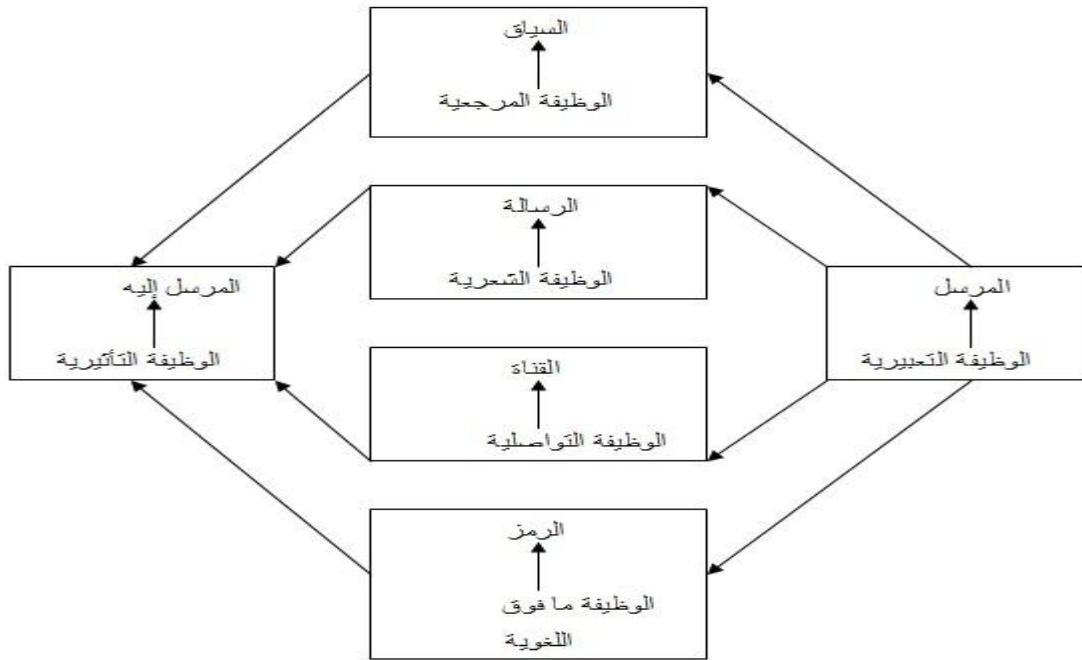 السياق
الوظيفة المرجعية
الرسالة
الوظيفة الشعرية
المرسل
الوظيفة التعبيرية
المرسل إليه
الوظيفة التأثيرية
القناة
الوظيفة التواصلية
الرمز
الوظيفة ما فوق
اللغوية